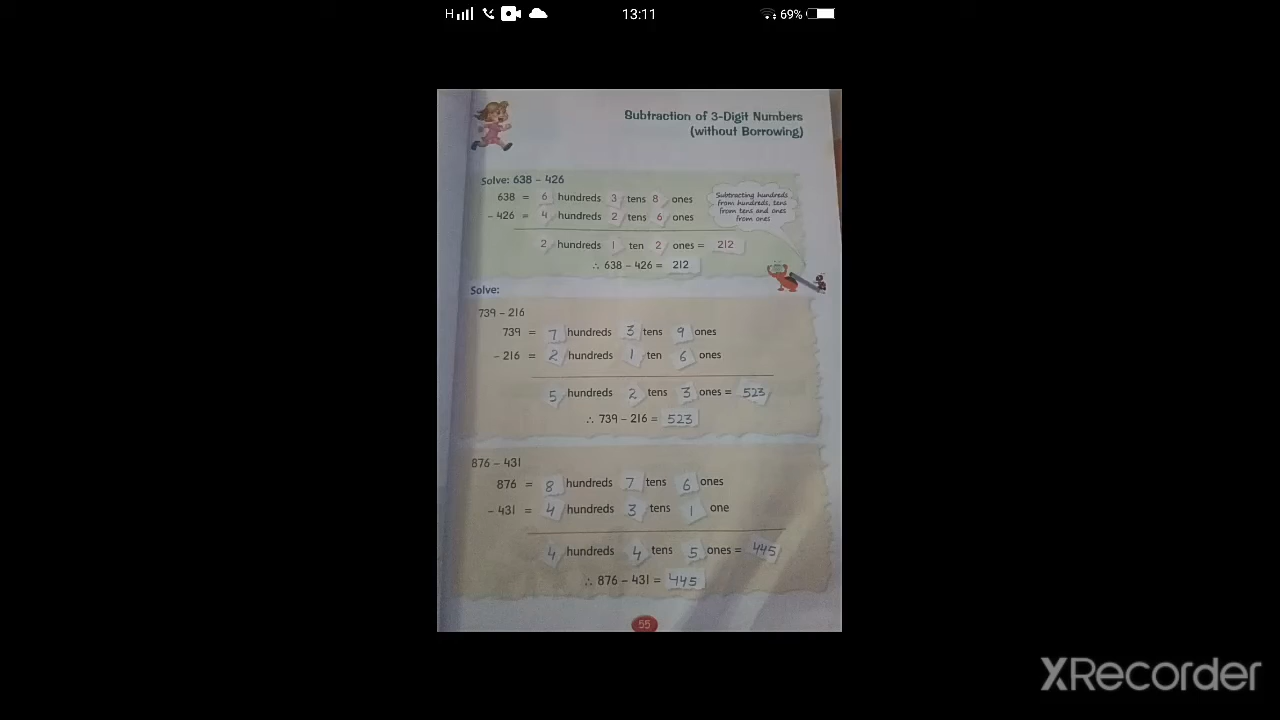 H 13:11 69%
Subtraction of 3-Digit Numbers
(without Borrowing)
Solve: 638 – 426
638 = 6 hundreds 3 tens 8 ones
– 426 = 4 hundreds 2 tens 6 ones
Subtracting hundreds
from hundreds, tens
from tens and ones
from ones
2 hundreds 1 ten 2 ones = 212
∴ 638 – 426 = 212
Solve:
739 – 216
739 = 7 hundreds 3 tens 9 ones
– 216 = 2 hundreds 1 ten 6 ones
5 hundreds 2 tens 3 ones = 523
∴ 739 – 216 = 523
876 – 431
876 = 8 hundreds 7 tens 6 ones
– 431 = 4 hundreds 3 tens 1 one
4 hundreds 4 tens 5 ones = 445
∴ 876 – 431 = 445
55
XRecorder